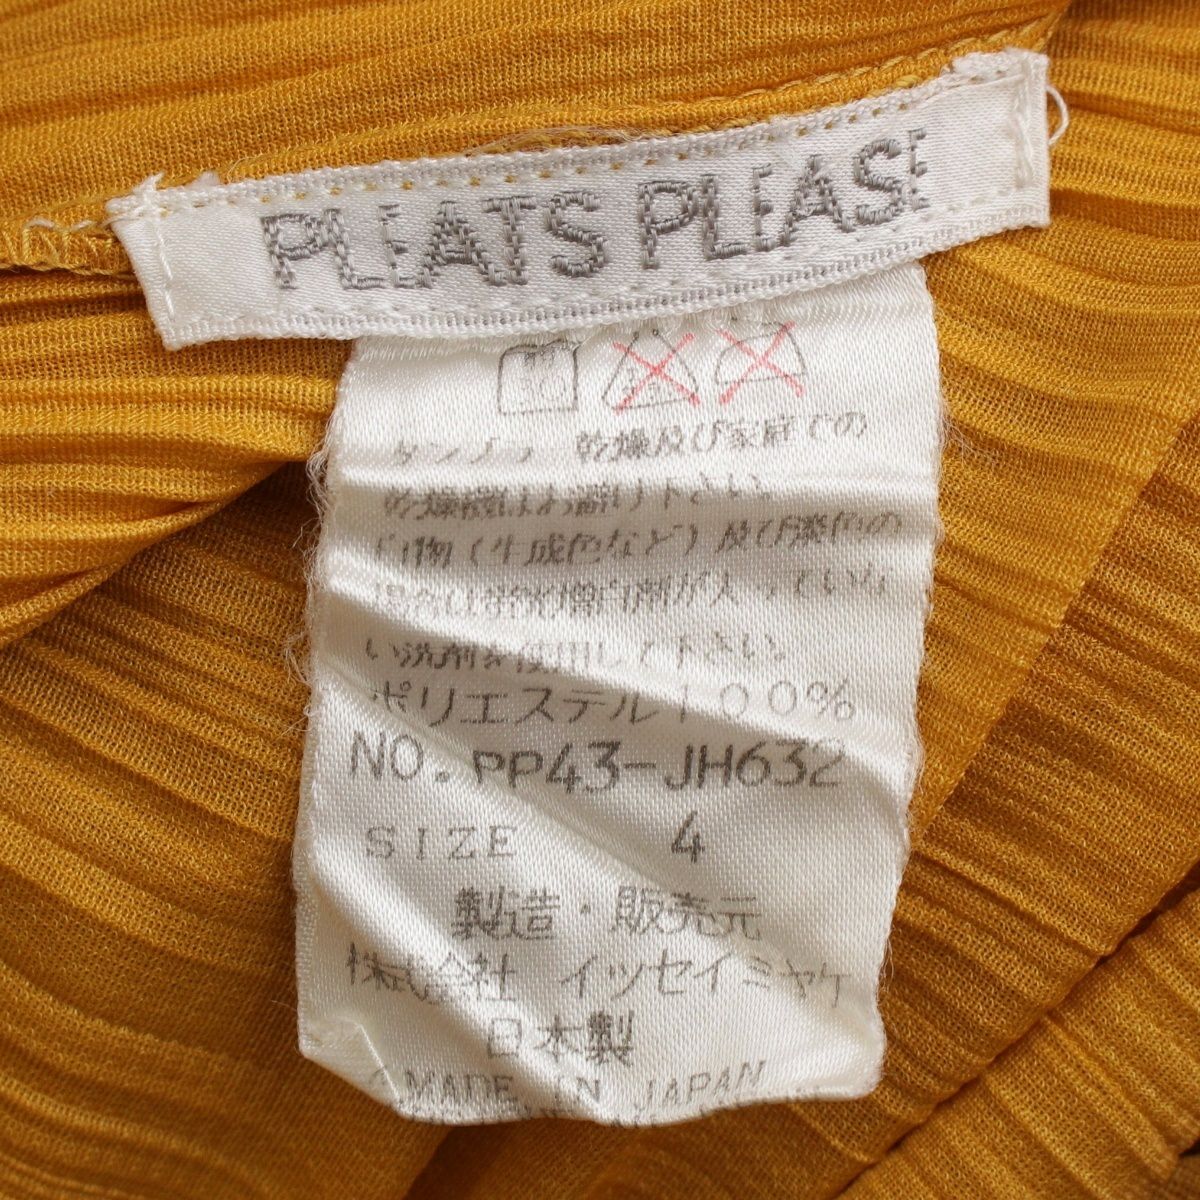 PLEATS PLEASE
30
タンブラー乾燥及び家庭での
乾燥機はお避け下さい。
白物（生成色など）及び淡色の
場合は蛍光増白剤が入っていな
い洗剤を使用して下さい。
ポリエステル100%
NO. PP43-JH632
SIZE 4
製造・販売元
株式会社 イッセイミヤケ
日本製
MADE IN JAPAN